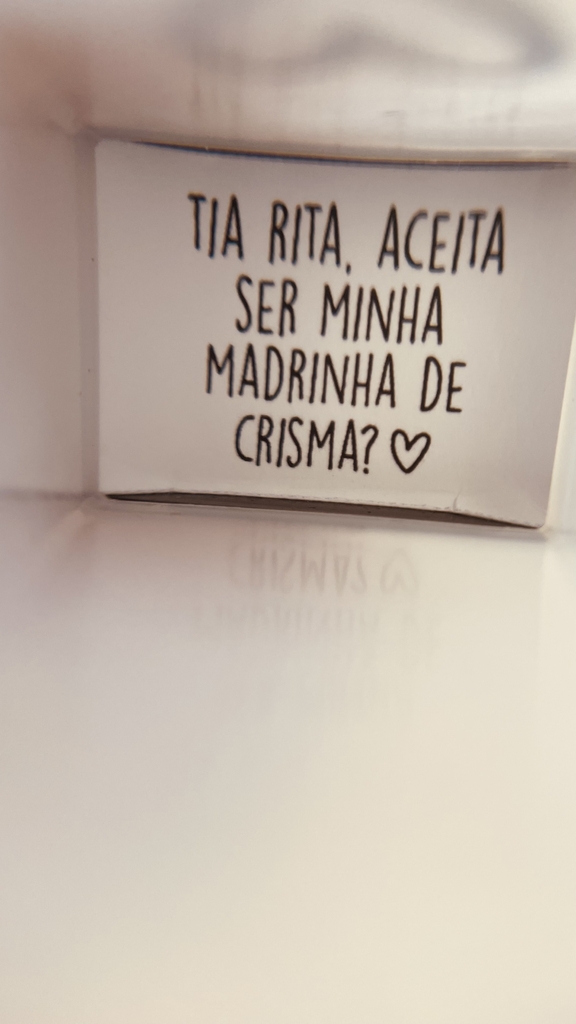 TIA RITA, ACEITA
SER MINHA
MADRINHA DE
CRISMA? ♡